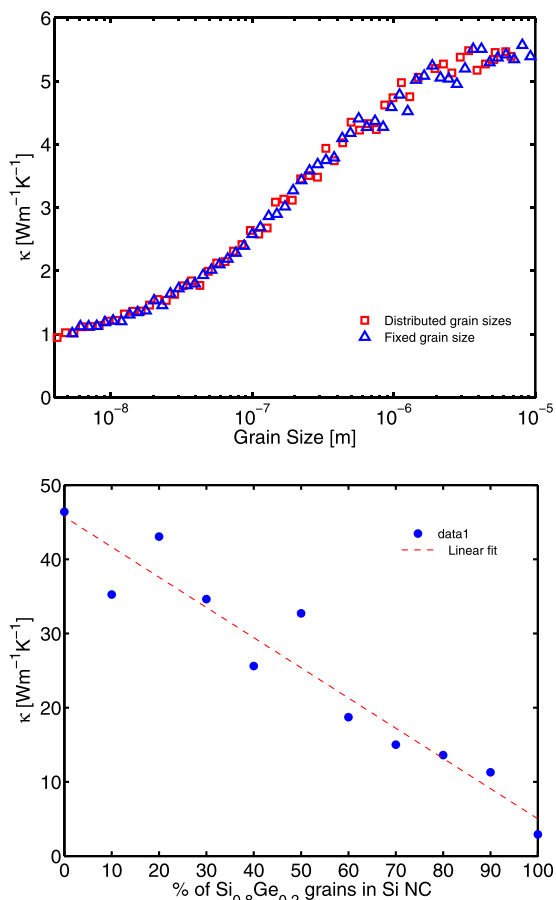 6
5
4
3
2
1
0
κ [Wm⁻¹K⁻¹]
Distributed grain sizes
Fixed grain size
10⁻⁸ 10⁻⁷ 10⁻⁶ 10⁻⁵
Grain Size [m]
50
40
30
20
10
0
κ [Wm⁻¹K⁻¹]
data1
Linear fit
0 10 20 30 40 50 60 70 80 90 100
% of Si₀.₈Ge₀.₂ grains in Si NC